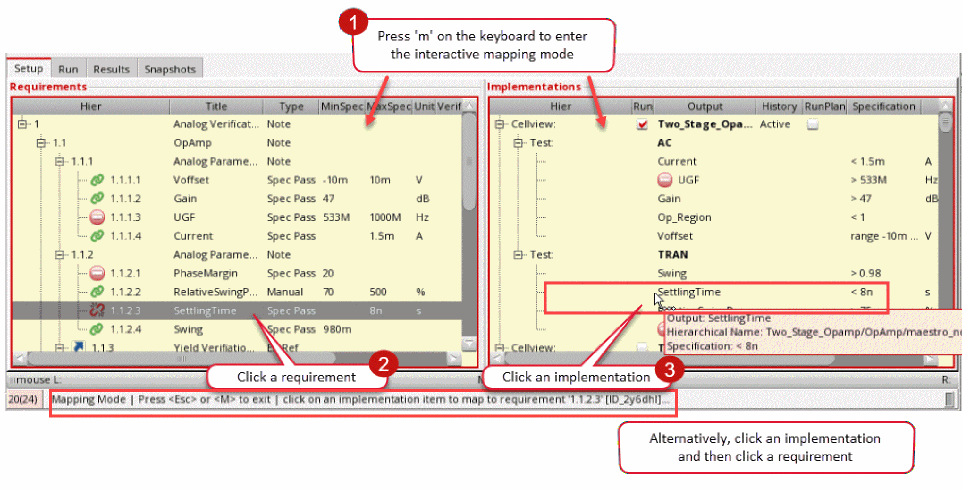 1
Press 'm' on the keyboard to enter
the interactive mapping mode
Setup Run Results Snapshots
Requirements
Hier Title Type MinSpec MaxSpec Unit Verif
1 Analog Verificat... Note
1.1 OpAmp Note
1.1.1 Analog Parame... Note
1.1.1.1 Voffset Spec Pass -10m 10m V
1.1.1.2 Gain Spec Pass 47 dB
1.1.1.3 UGF Spec Pass 533M 1000M Hz
1.1.1.4 Current Spec Pass 1.5m A
1.1.2 Analog Parame... Note
1.1.2.1 PhaseMargin Spec Pass 20
1.1.2.2 RelativeSwingP... Manual 70 500 %
1.1.2.3 SettlingTime Spec Pass 8n s
1.1.2.4 Swing Spec Pass 980m
1.1.3 Yield Verifiatio...
Click a requirement
2
Implementations
Hier Run Output History RunPlan Specification
Cellview: Two_Stage_Opa... Active
Test: AC
Current < 1.5m A
UGF > 533M Hz
Gain > 47 dB
Op_Region < 1
Voffset range -10m ... V
Test: TRAN
Swing > 0.98
SettlingTime < 8n s
Output: SettlingTime
Hierarchical Name: Two_Stage_Opamp/OpAmp/maestro_no
Specification: < 8n
Cellview:
Click an implementation
3
mouse L: R:
20(24) Mapping Mode | Press <Esc> or <M> to exit | click on an implementation item to map to requirement '1.1.2.3' [ID_2y6dhl]...
Alternatively, click an implementation
and then click a requirement